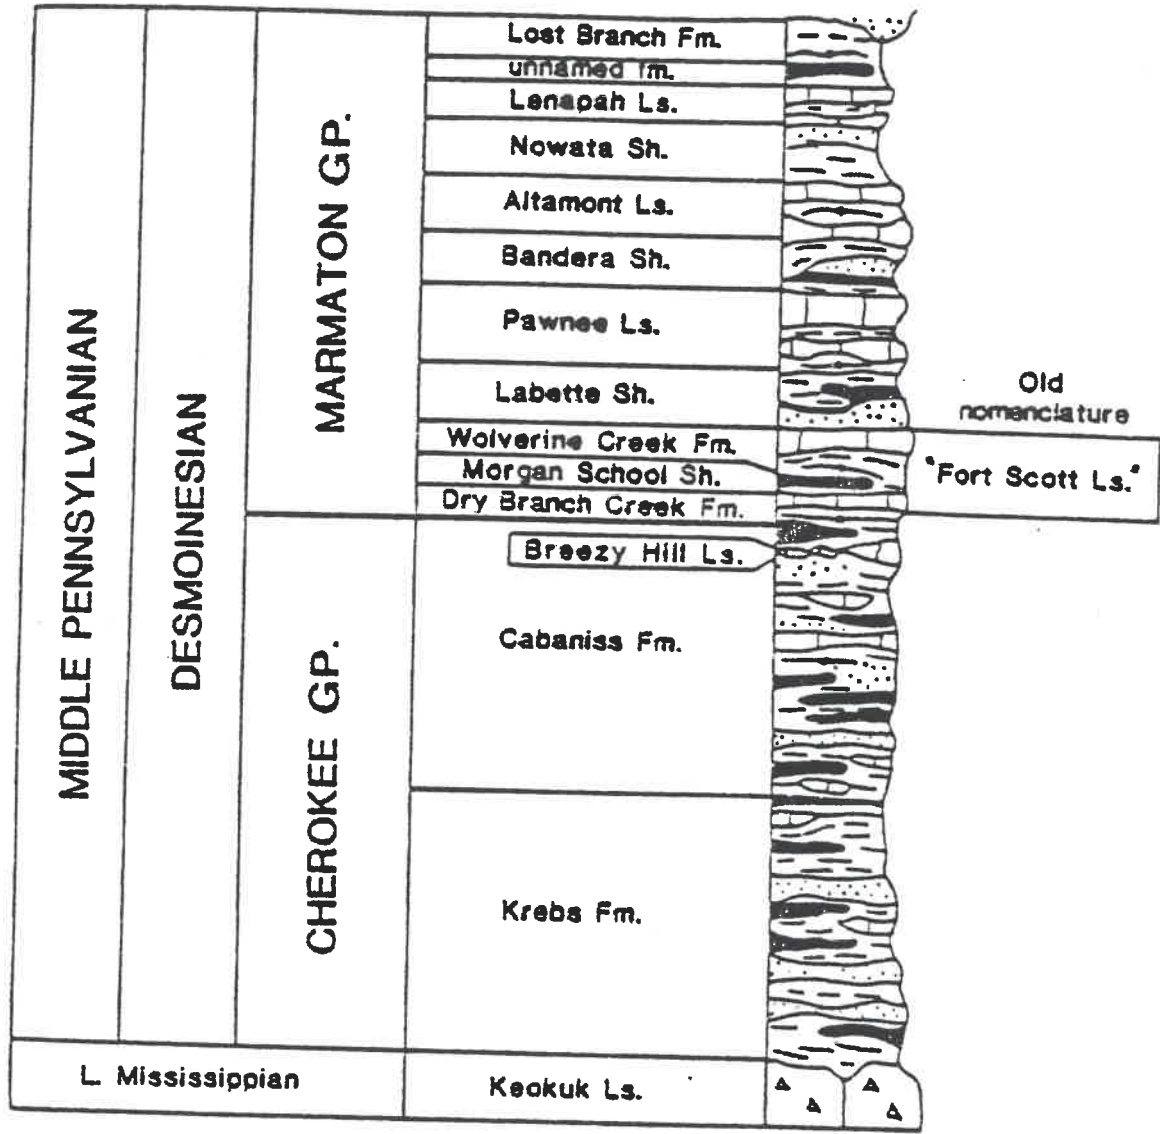 MIDDLE PENNSYLVANIAN
DESMOINESIAN
MARMATON GP.
Lost Branch Fm.
unnamed fm.
Lenapah Ls.
Nowata Sh.
Altamont Ls.
Bandera Sh.
Pawnee Ls.
Labette Sh.
Wolverine Creek Fm.
Morgan School Sh.
Dry Branch Creek Fm.
Old
nomenclature
"Fort Scott Ls."
CHEROKEE GP.
Breezy Hill Ls.
Cabaniss Fm.
Krebs Fm.
L. Mississippian
Keokuk Ls.